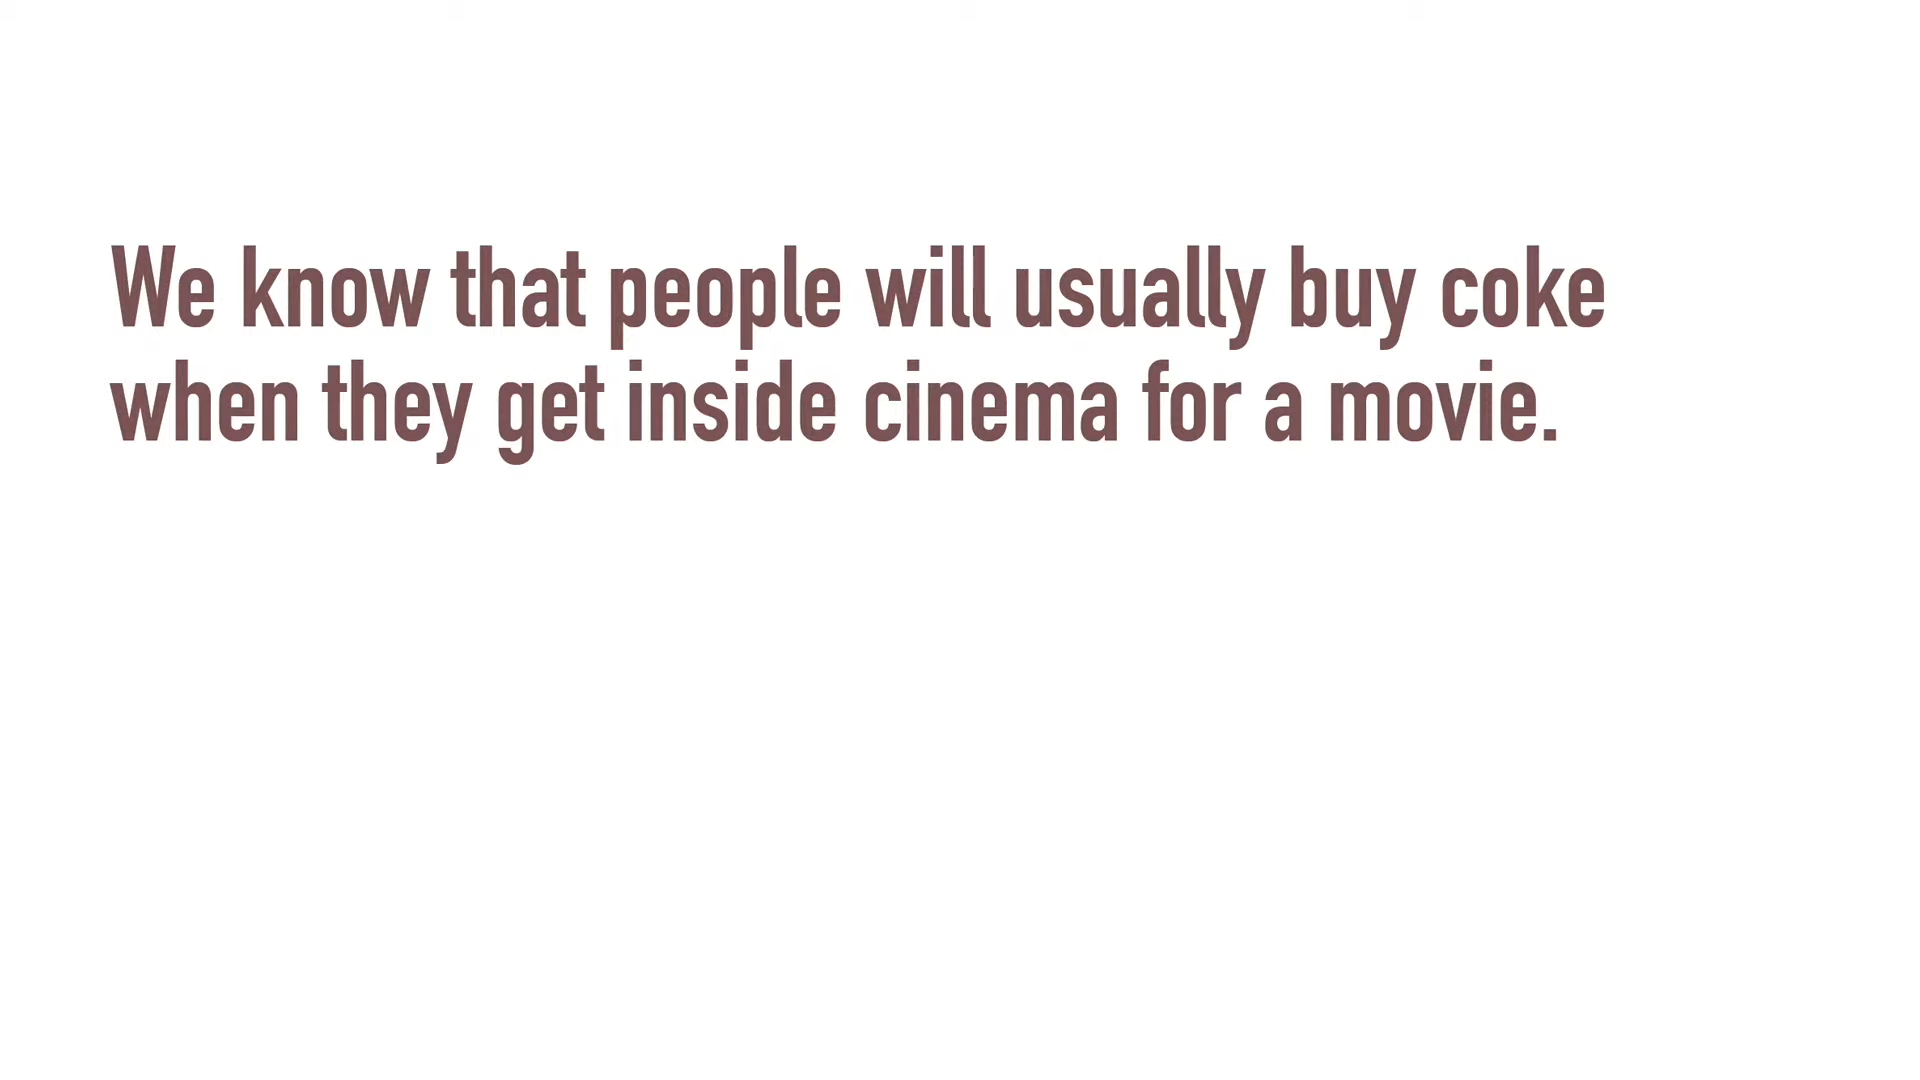 We know that people will usually buy coke
when they get inside cinema for a movie.